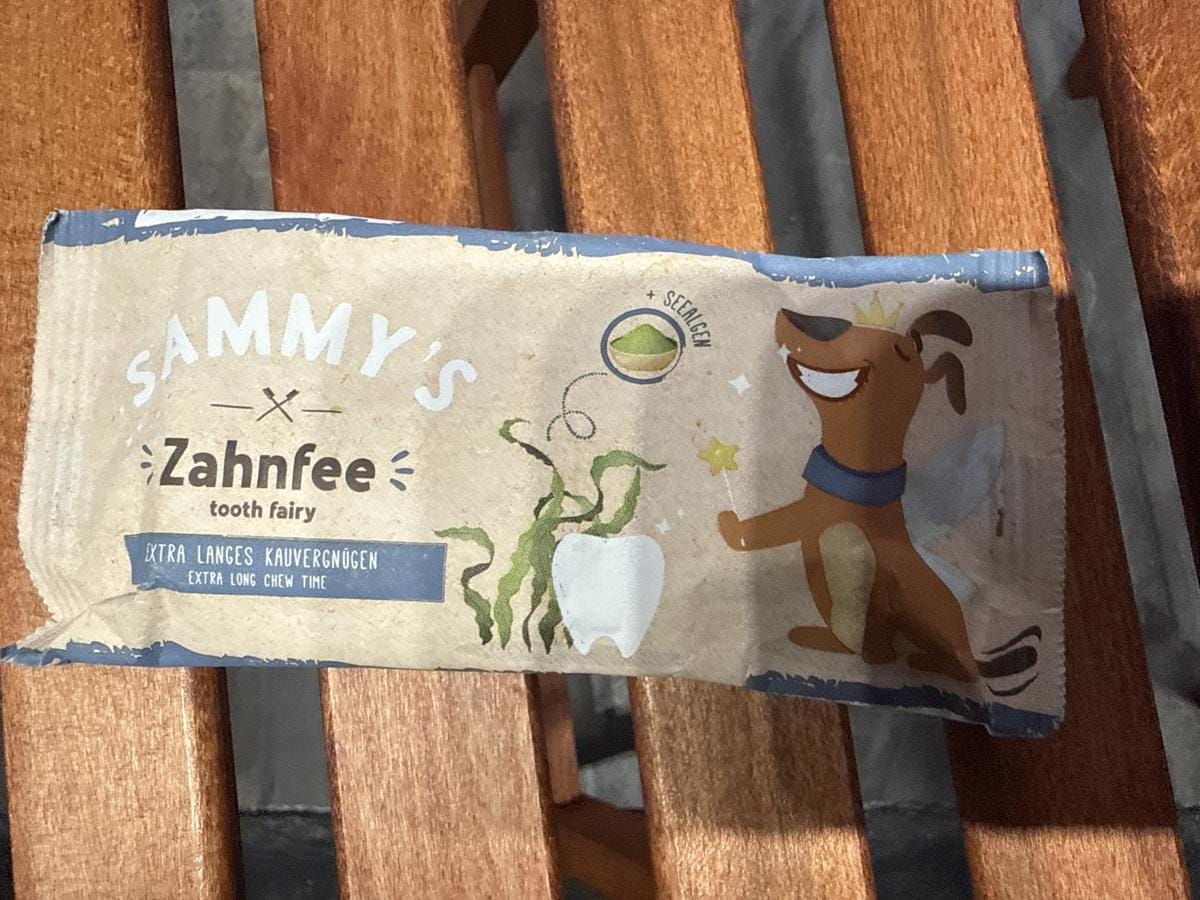 SAMMY'S
Zahnfee
tooth fairy
EXTRA LANGES KAUVERGNÜGEN
EXTRA LONG CHEW TIME
+ SEEALGEN